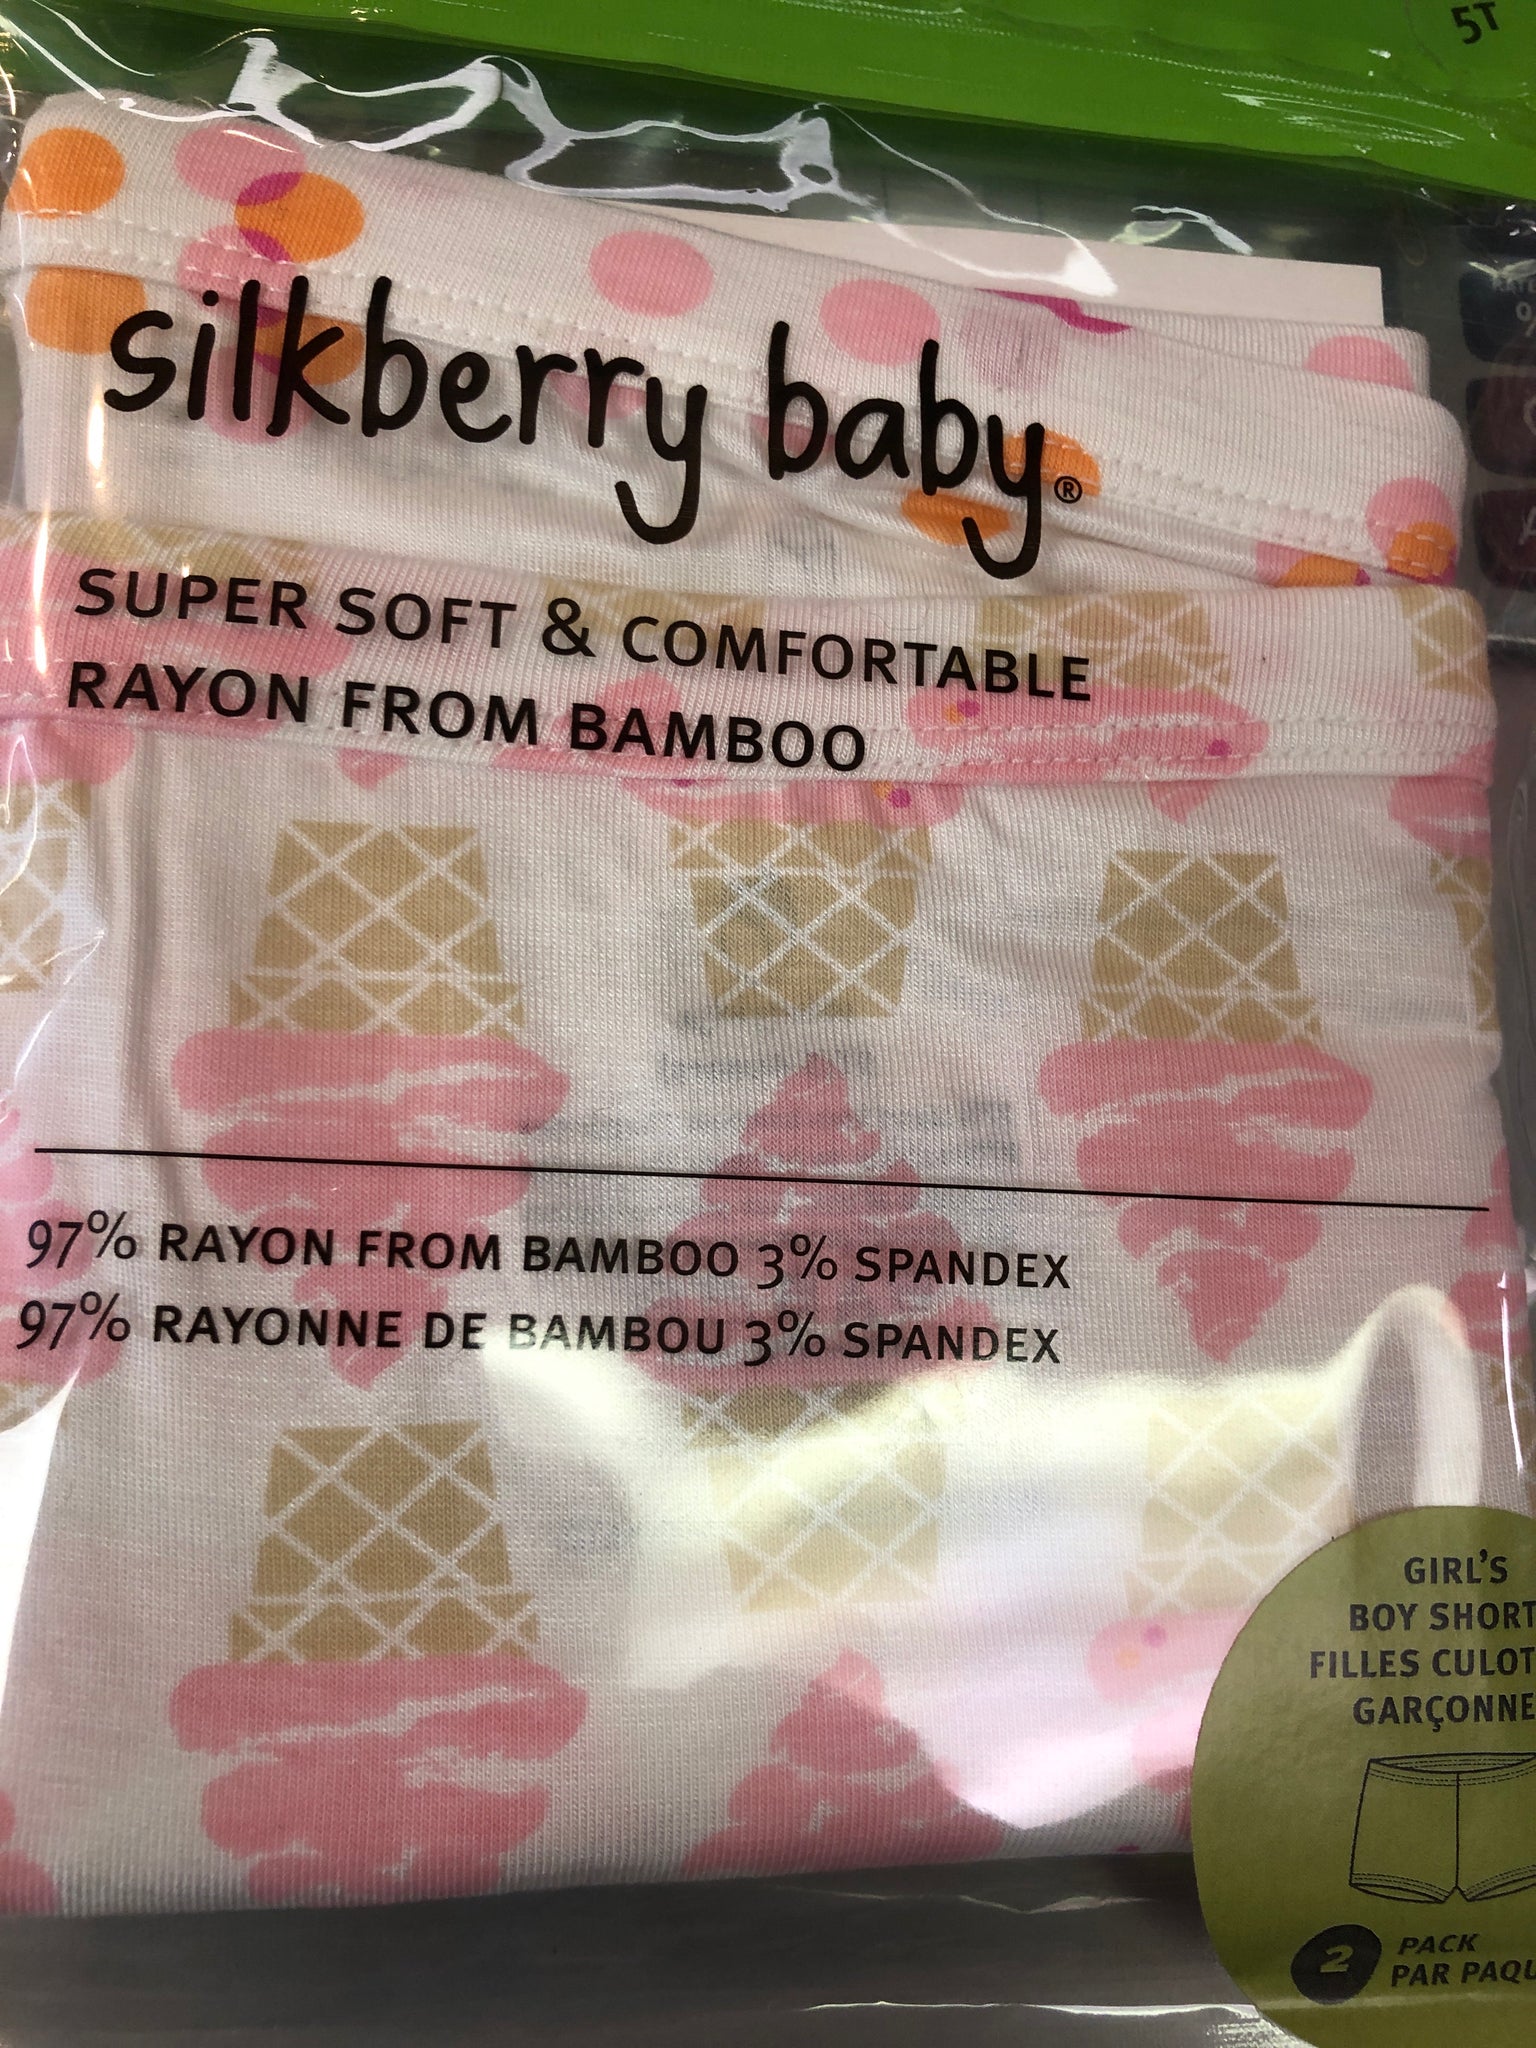 5T
silkberry baby®
SUPER SOFT & COMFORTABLE
RAYON FROM BAMBOO
97% RAYON FROM BAMBOO 3% SPANDEX
97% RAYONNE DE BAMBOU 3% SPANDEX
GIRL'S
BOY SHORT
FILLES CULOT
GARÇONNE
2 PACK
PAR PAQU